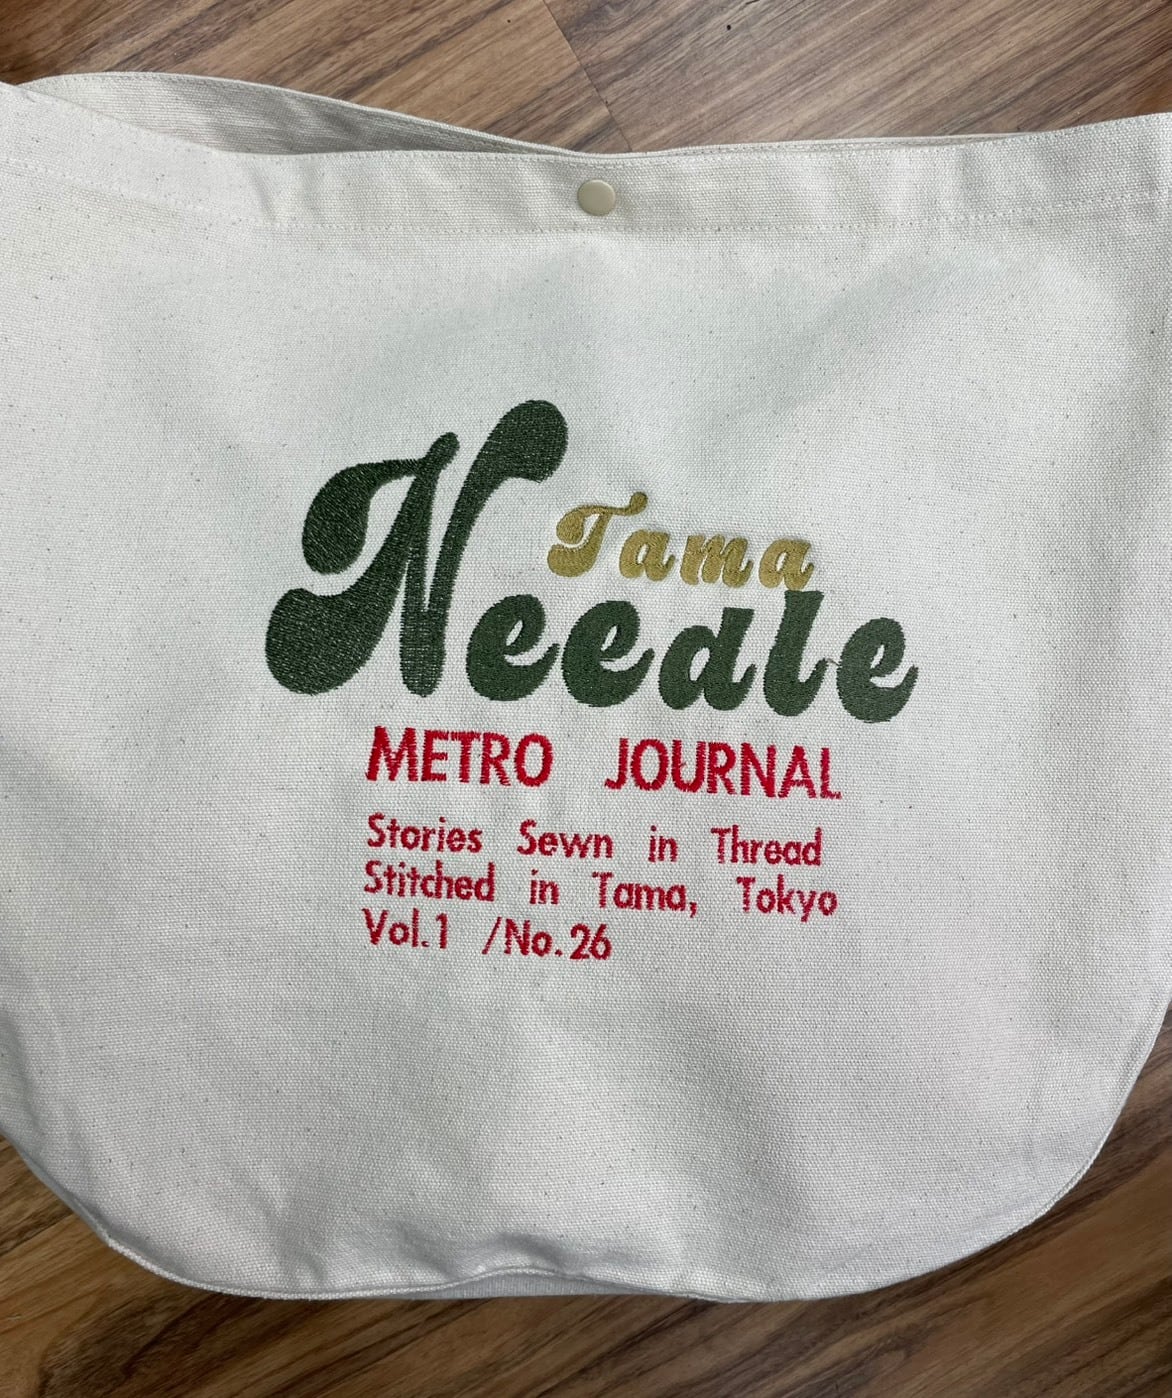 Tama
Needle
METRO JOURNAL
Stories Sewn in Thread
Stitched in Tama, Tokyo
Vol.1 /No.26